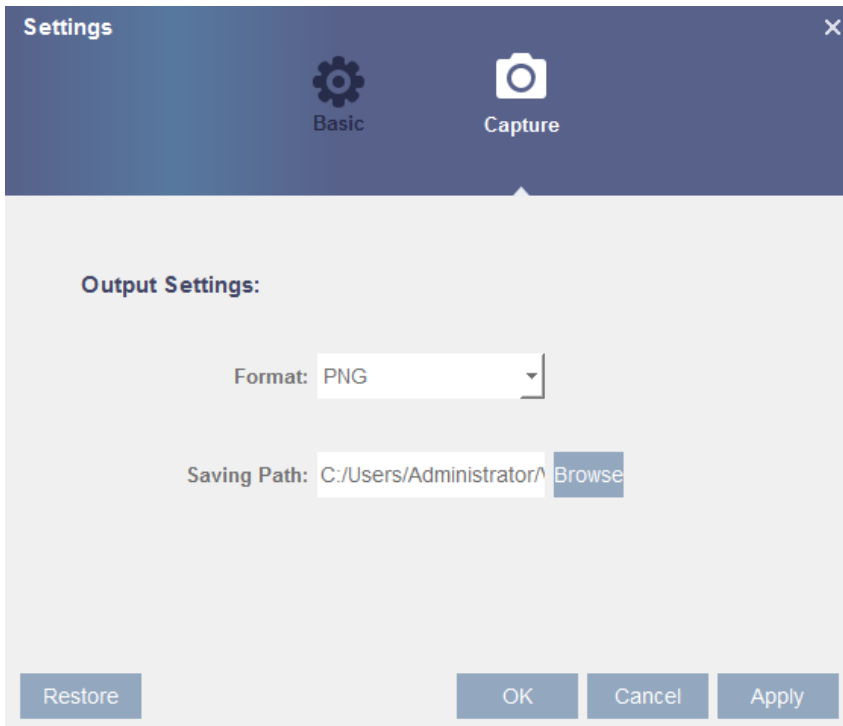 Settings
Basic
Capture
Output Settings:
Format: PNG
Saving Path: C:/Users/Administrator/ Browse
Restore OK Cancel Apply